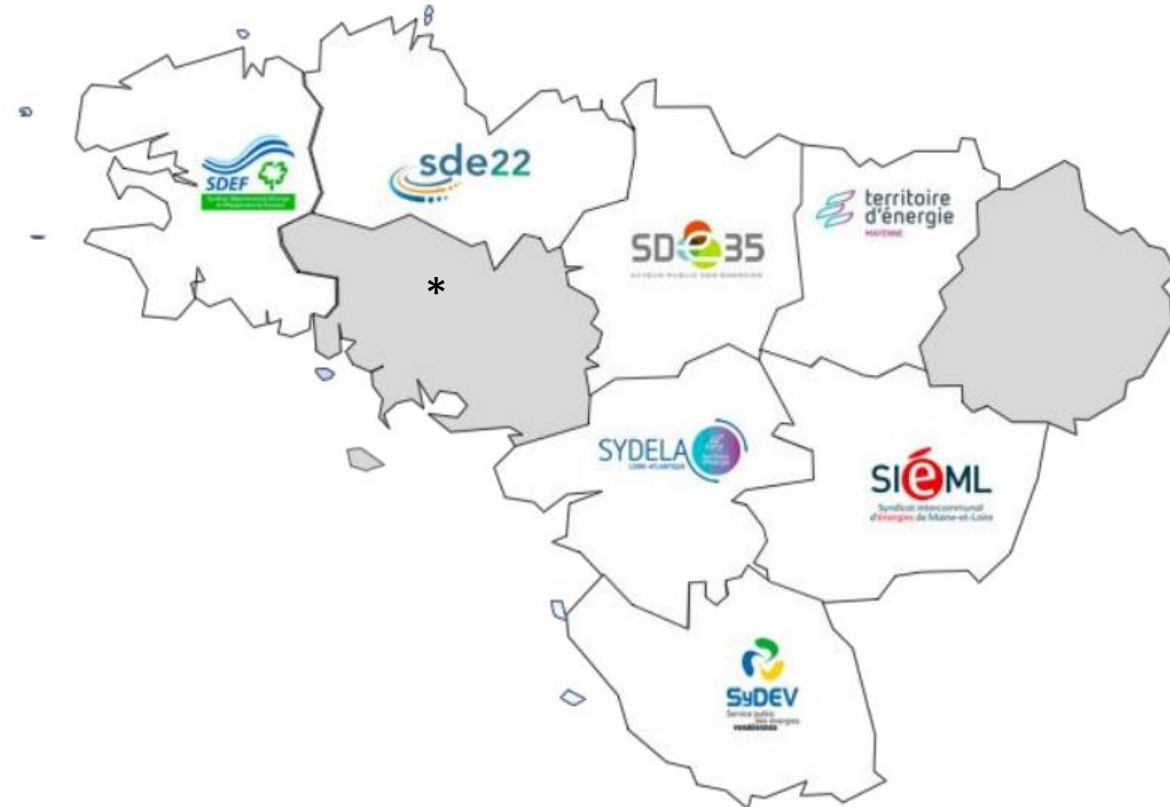 sde22
SDEF
territoire
d'énergie
MAYENNE
SDe35
ACTEUR PUBLIC DES ÉNERGIES
*
SYDELA
LOIRE-ATLANTIQUE
SIéML
Syndicat intercommunal
d'énergies de Maine-et-Loire
SyDEV
Service public
des énergies
vendéennes